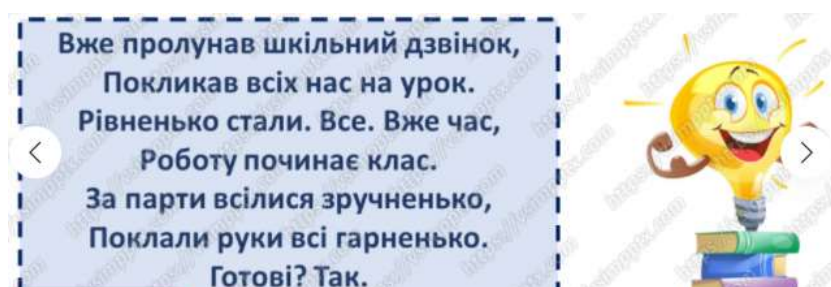 Вже пролунав шкільний дзвінок,
Покликав всіх нас на урок.
Рівненько стали. Все. Вже час,
Роботу починає клас.
За парти всілися зручненько,
Поклали руки всі гарненько.
Готові? Так.